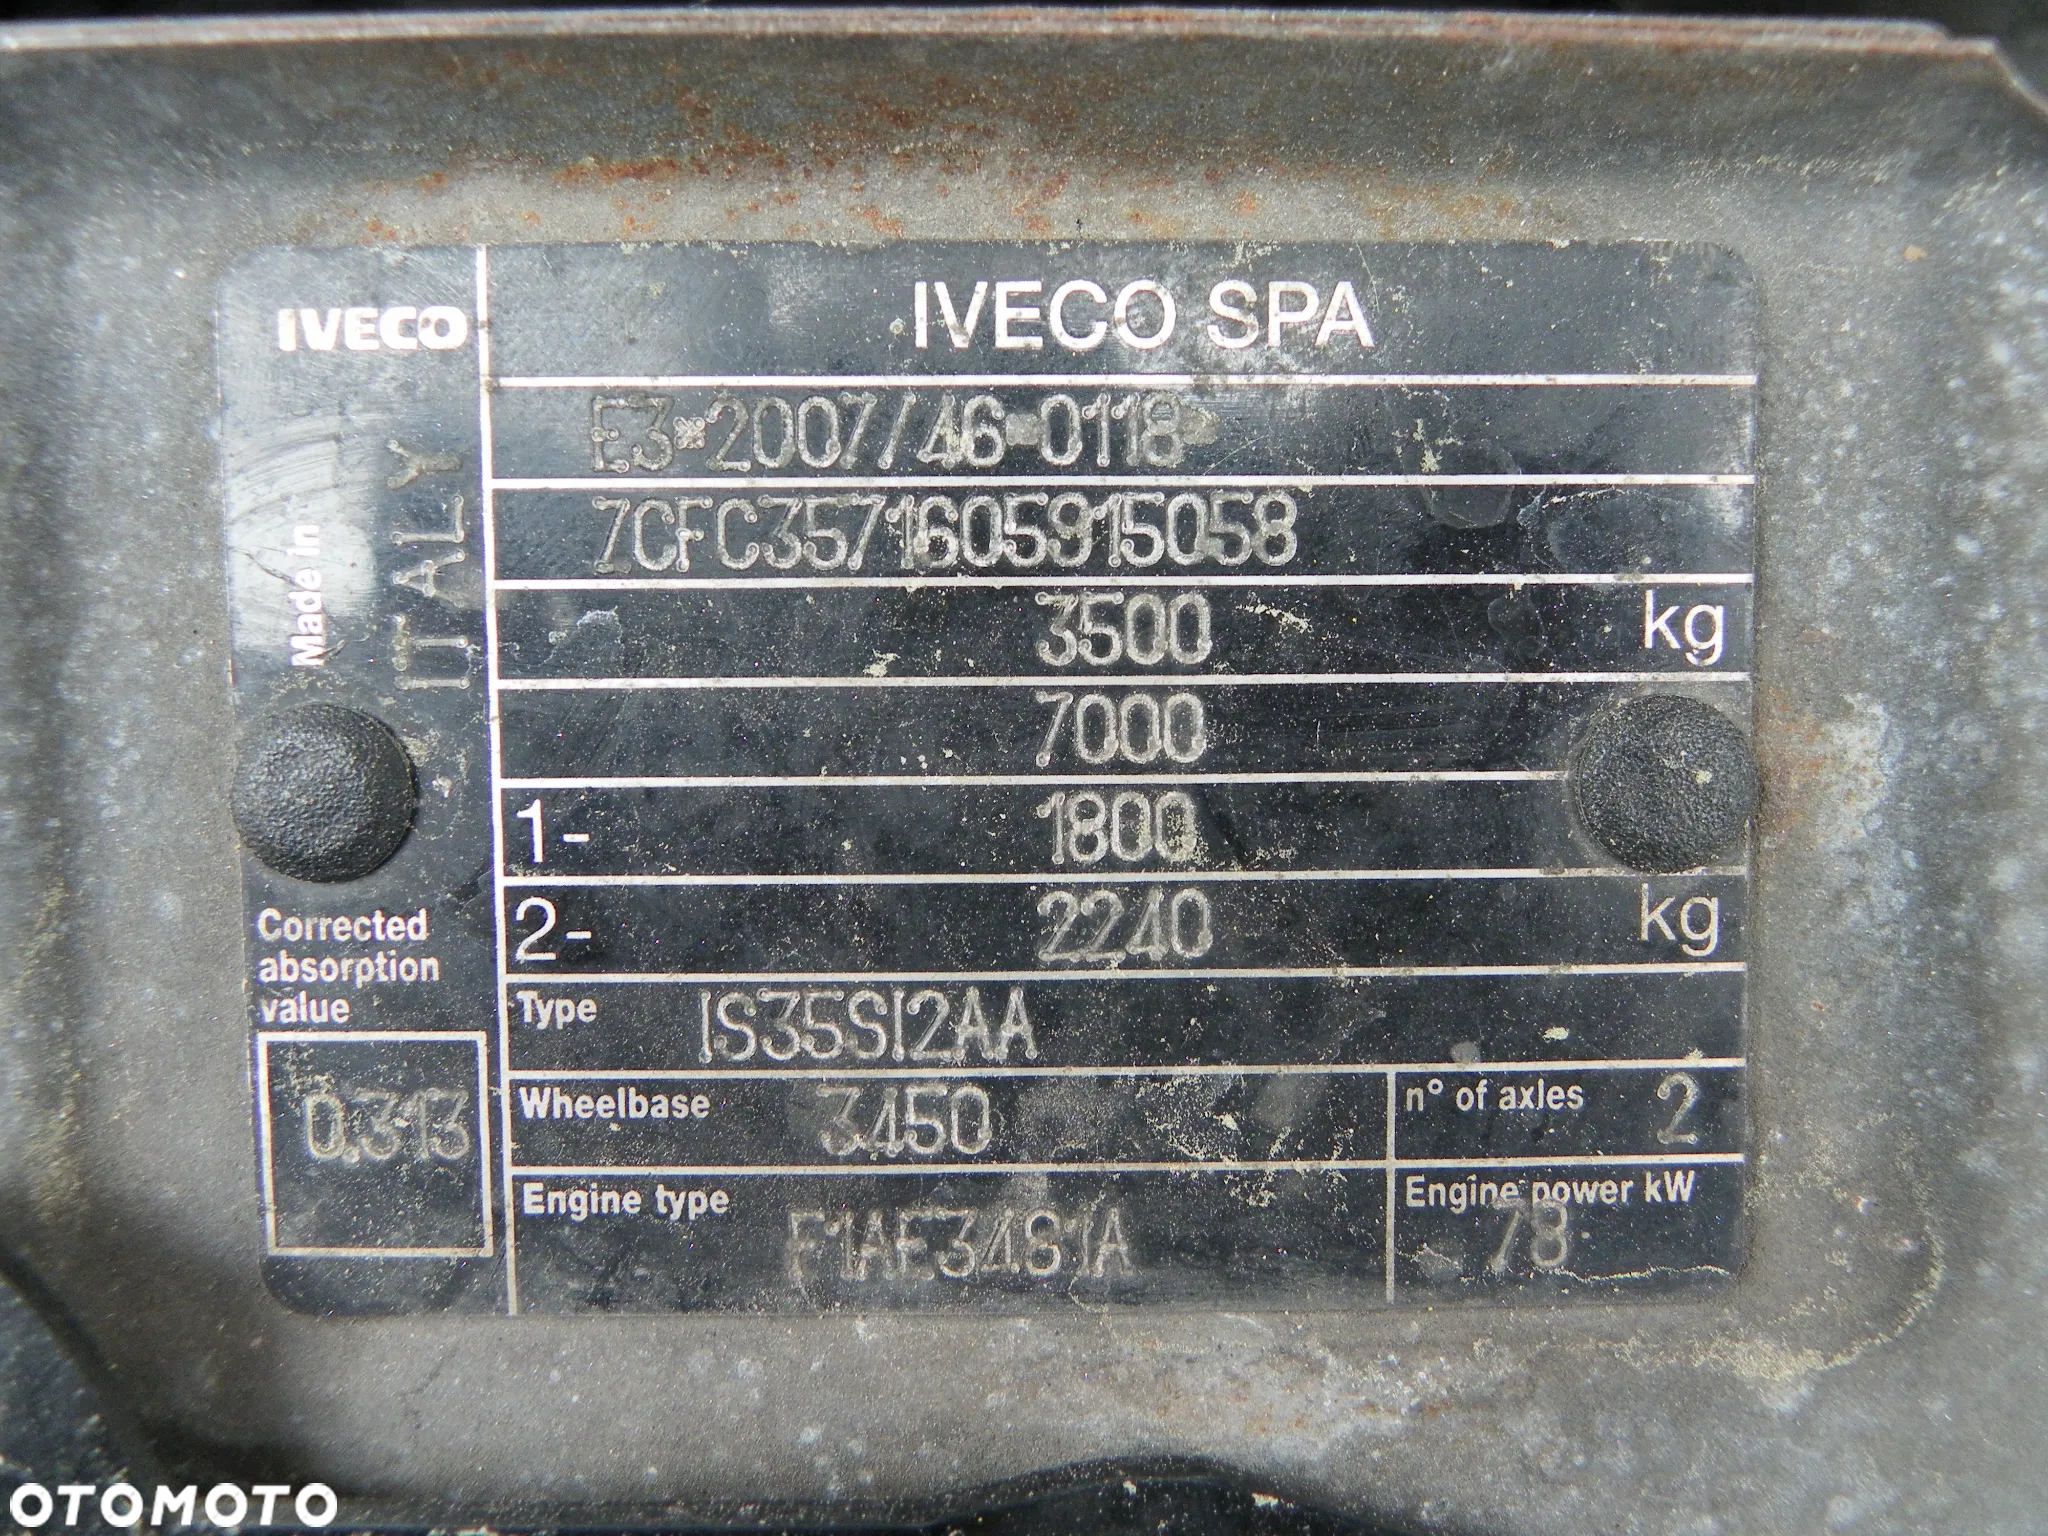 IVECO
IVECO SPA
Made in
ITALY
E3*2007//46*0118*
ZCFC3571605915058
3500 kg
7000
1- 1800
2- 2240 kg
Corrected
absorption
value
0.313
Type IS35SI2AA
Wheelbase 3450
n° of axles 2
Engine type F1AE3481A
Engine power kW
78
OTOMOTO